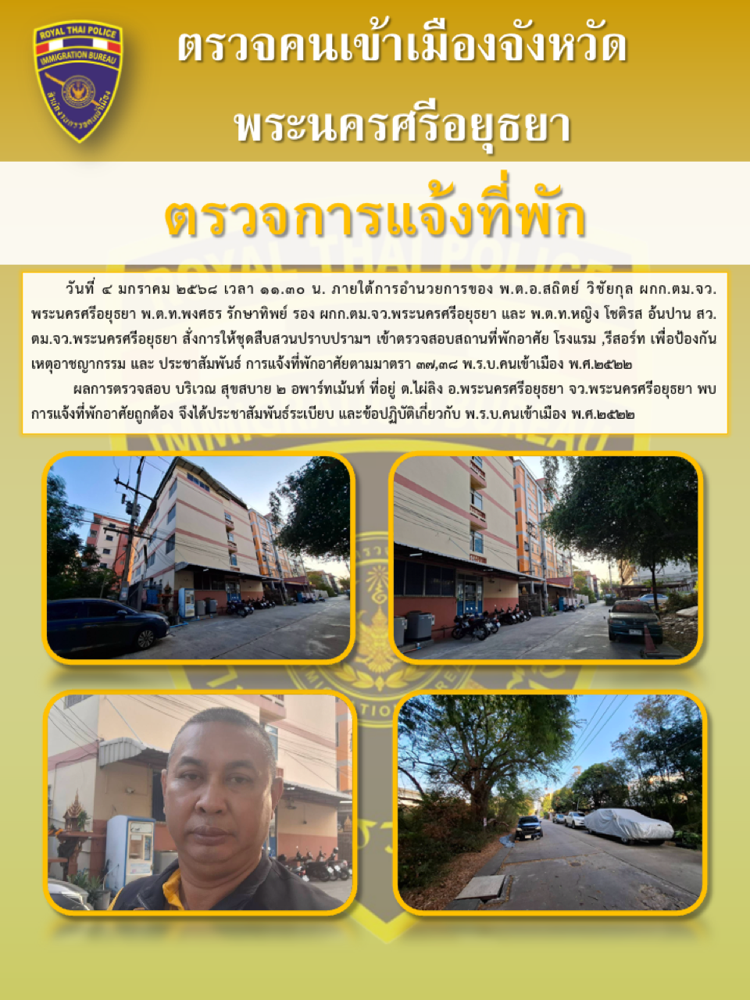 ROYAL THAI POLICE
IMMIGRATION BUREAU
สำนักงานตรวจคนเข้าเมือง
ตรวจคนเข้าเมืองจังหวัด
พระนครศรีอยุธยา
ตรวจการแจ้งที่พัก
วันที่ ๔ มกราคม ๒๕๖๘ เวลา ๑๑.๓๐ น. ภายใต้การอำนวยการของ พ.ต.อ.สถิตย์ วิชัยกุล ผกก.ตม.จว.
พระนครศรีอยุธยา พ.ต.ท.พงศธร รักษาทิพย์ รอง ผกก.ตม.จว.พระนครศรีอยุธยา และ พ.ต.ท.หญิง โชติรส อ้นปาน สว.
ตม.จว.พระนครศรีอยุธยา สั่งการให้ชุดสืบสวนปราบปรามฯ เข้าตรวจสอบสถานที่พักอาศัย โรงแรม ,รีสอร์ท เพื่อป้องกัน
เหตุอาชญากรรม และ ประชาสัมพันธ์ การแจ้งที่พักอาศัยตามมาตรา ๓๗,๓๘ พ.ร.บ.คนเข้าเมือง พ.ศ.๒๕๒๒
ผลการตรวจสอบ บริเวณ สุขสบาย ๒ อพาร์ทเม้นท์ ที่อยู่ ต.ไผ่ลิง อ.พระนครศรีอยุธยา จว.พระนครศรีอยุธยา พบ
การแจ้งที่พักอาศัยถูกต้อง จึงได้ประชาสัมพันธ์ระเบียบ และข้อปฏิบัติเกี่ยวกับ พ.ร.บ.คนเข้าเมือง พ.ศ.๒๕๒๒
ROYAL THAI POLICE